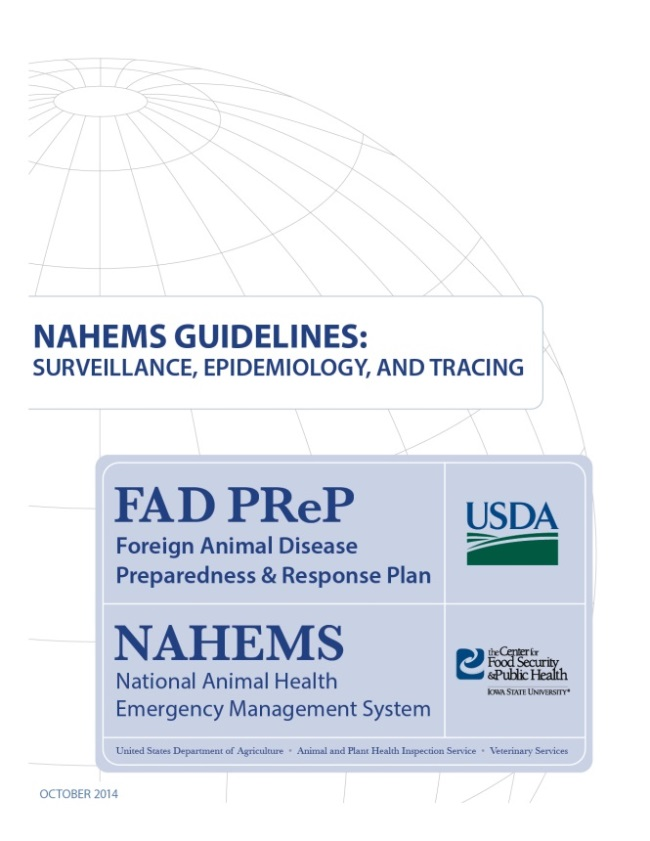 NAHEMS GUIDELINES:
SURVEILLANCE, EPIDEMIOLOGY, AND TRACING
FAD PReP
Foreign Animal Disease
Preparedness & Response Plan
USDA
NAHEMS
National Animal Health
Emergency Management System
the Center for
Food Security
&Public Health
IOWA STATE UNIVERSITY®
United States Department of Agriculture · Animal and Plant Health Inspection Service · Veterinary Services
OCTOBER 2014